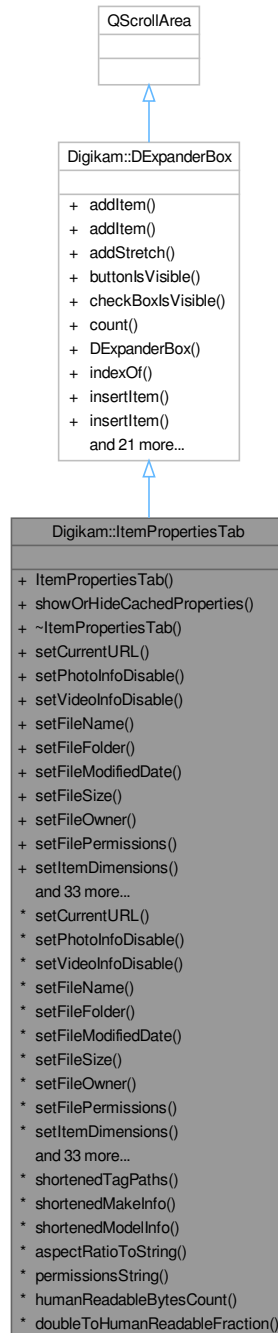 QScrollArea
Digikam::DExpanderBox
+ addItem()
+ addItem()
+ addStretch()
+ buttonIsVisible()
+ checkBoxIsVisible()
+ count()
+ DExpanderBox()
+ indexOf()
+ insertItem()
+ insertItem()
and 21 more...
Digikam::ItemPropertiesTab
+ ItemPropertiesTab()
+ showOrHideCachedProperties()
+ ~ItemPropertiesTab()
+ setCurrentURL()
+ setPhotoInfoDisable()
+ setVideoInfoDisable()
+ setFileName()
+ setFileFolder()
+ setFileModifiedDate()
+ setFileSize()
+ setFileOwner()
+ setFilePermissions()
+ setItemDimensions()
and 33 more...
* setCurrentURL()
* setPhotoInfoDisable()
* setVideoInfoDisable()
* setFileName()
* setFileFolder()
* setFileModifiedDate()
* setFileSize()
* setFileOwner()
* setFilePermissions()
* setItemDimensions()
and 33 more...
* shortenedTagPaths()
* shortenedMakeInfo()
* shortenedModelInfo()
* aspectRatioToString()
* permissionsString()
* humanReadableBytesCount()
* doubleToHumanReadableFraction()